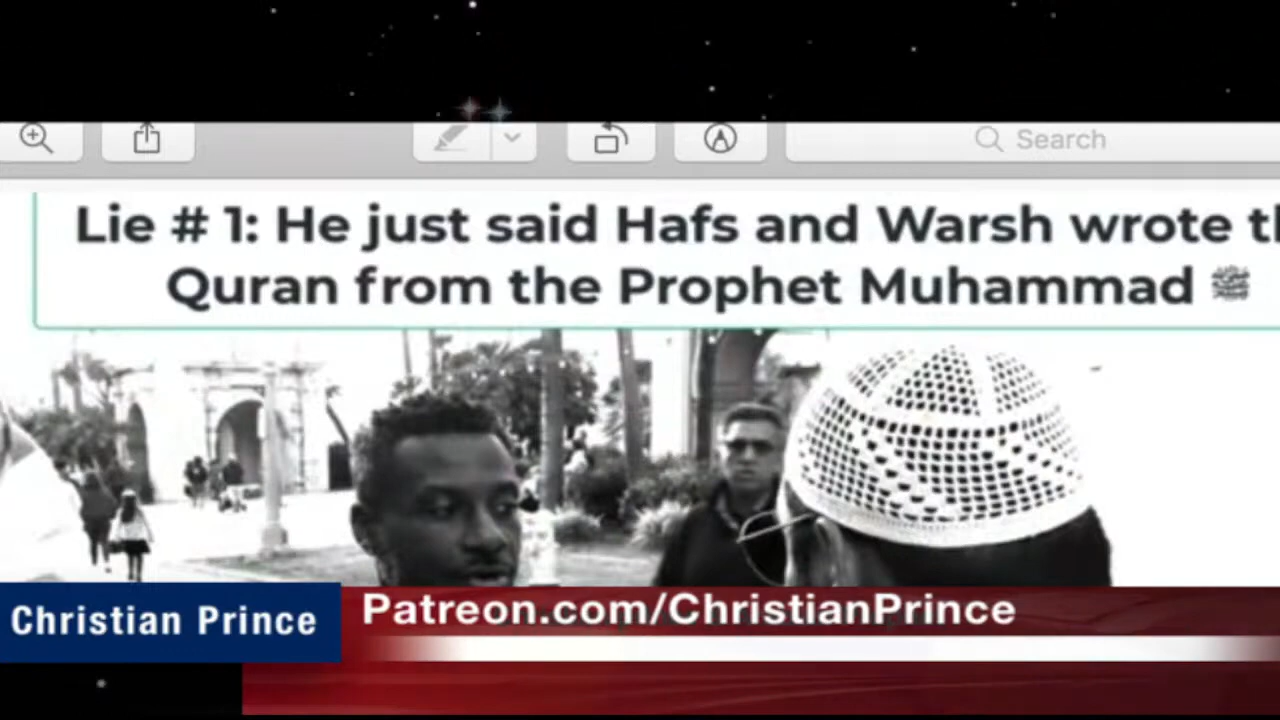 Search
Lie # 1: He just said Hafs and Warsh wrote th
Quran from the Prophet Muhammad ﷺ
Christian Prince
Patreon.com/ChristianPrince